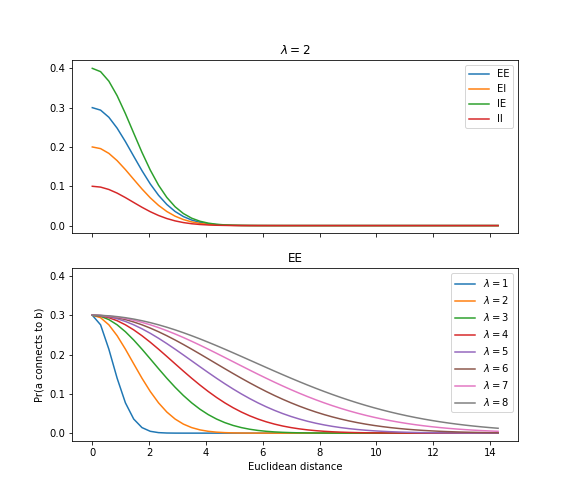 λ = 2
0.4
0.3
0.2
0.1
0.0
EE
EI
IE
II
EE
Pr(a connects to b)
0.4
0.3
0.2
0.1
0.0
λ = 1
λ = 2
λ = 3
λ = 4
λ = 5
λ = 6
λ = 7
λ = 8
0 2 4 6 8 10 12 14
Euclidean distance